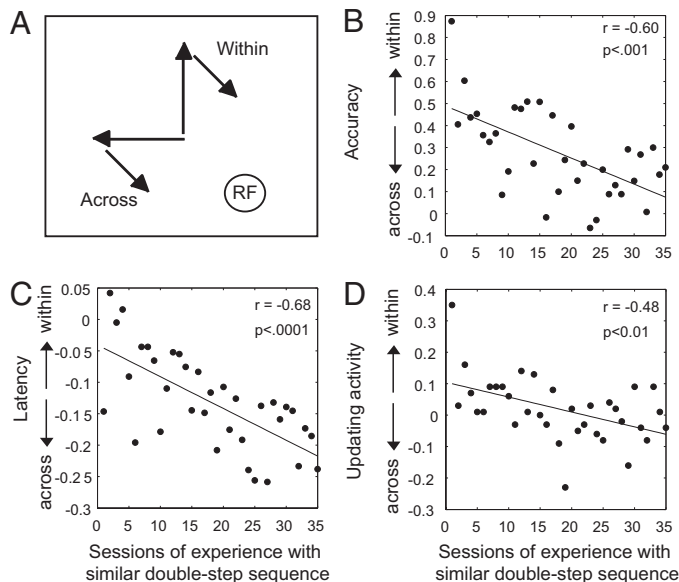 A
Within
Across
RF
B
r = -0.60
p<.001
Accuracy
across
within
0.9
0.8
0.7
0.6
0.5
0.4
0.3
0.2
0.1
0
-0.1
0
5
10
15
20
25
30
35
C
r = -0.68
p<.0001
Latency
across
within
0.05
0
-0.05
-0.1
-0.15
-0.2
-0.25
-0.3
0
5
10
15
20
25
30
35
Sessions of experience with
similar double-step sequence
D
r = -0.48
p<0.01
Updating activity
across
within
0.4
0.3
0.2
0.1
0
-0.1
-0.2
-0.3
0
5
10
15
20
25
30
35
Sessions of experience with
similar double-step sequence